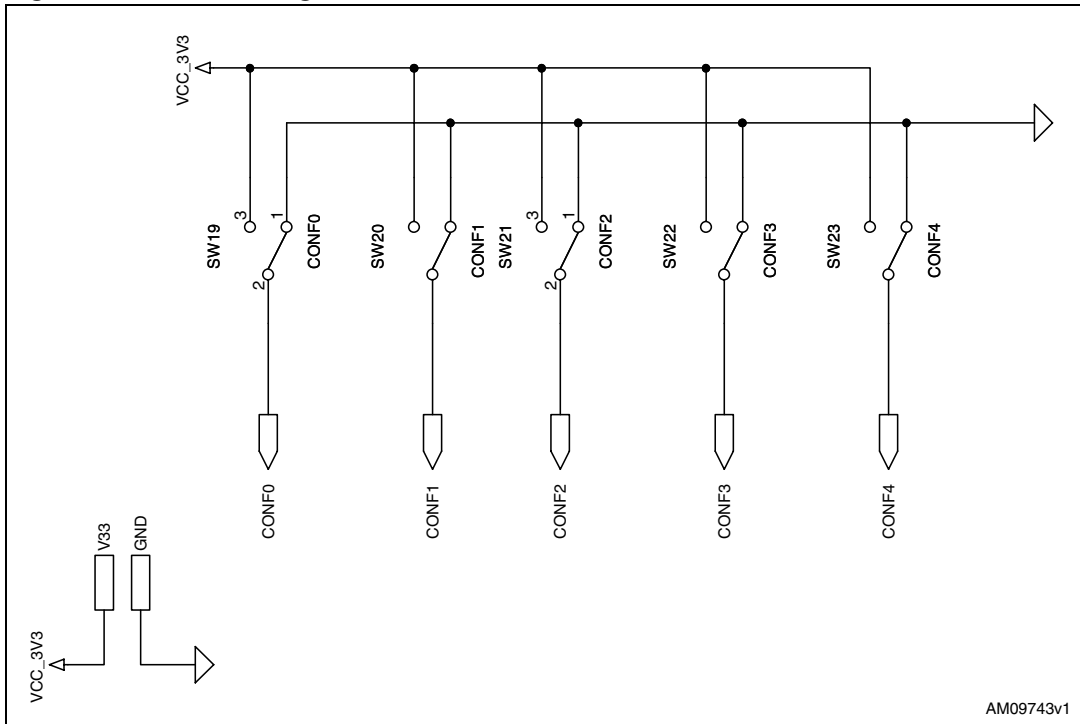 VCC_3V3
SW19
3
1
2
CONF0
SW20
CONF1
SW21
3
1
2
CONF2
SW22
CONF3
SW23
CONF4
CONF0
CONF1
CONF2
CONF3
CONF4
V33
GND
VCC_3V3
AM09743v1